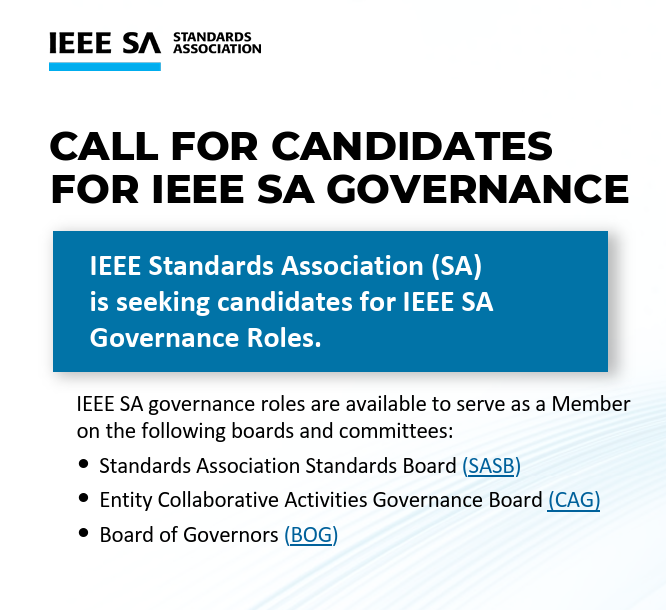 IEEE SA STANDARDS
ASSOCIATION
CALL FOR CANDIDATES
FOR IEEE SA GOVERNANCE
IEEE Standards Association (SA)
is seeking candidates for IEEE SA
Governance Roles.
IEEE SA governance roles are available to serve as a Member
on the following boards and committees:
• Standards Association Standards Board (SASB)
• Entity Collaborative Activities Governance Board (CAG)
• Board of Governors (BOG)